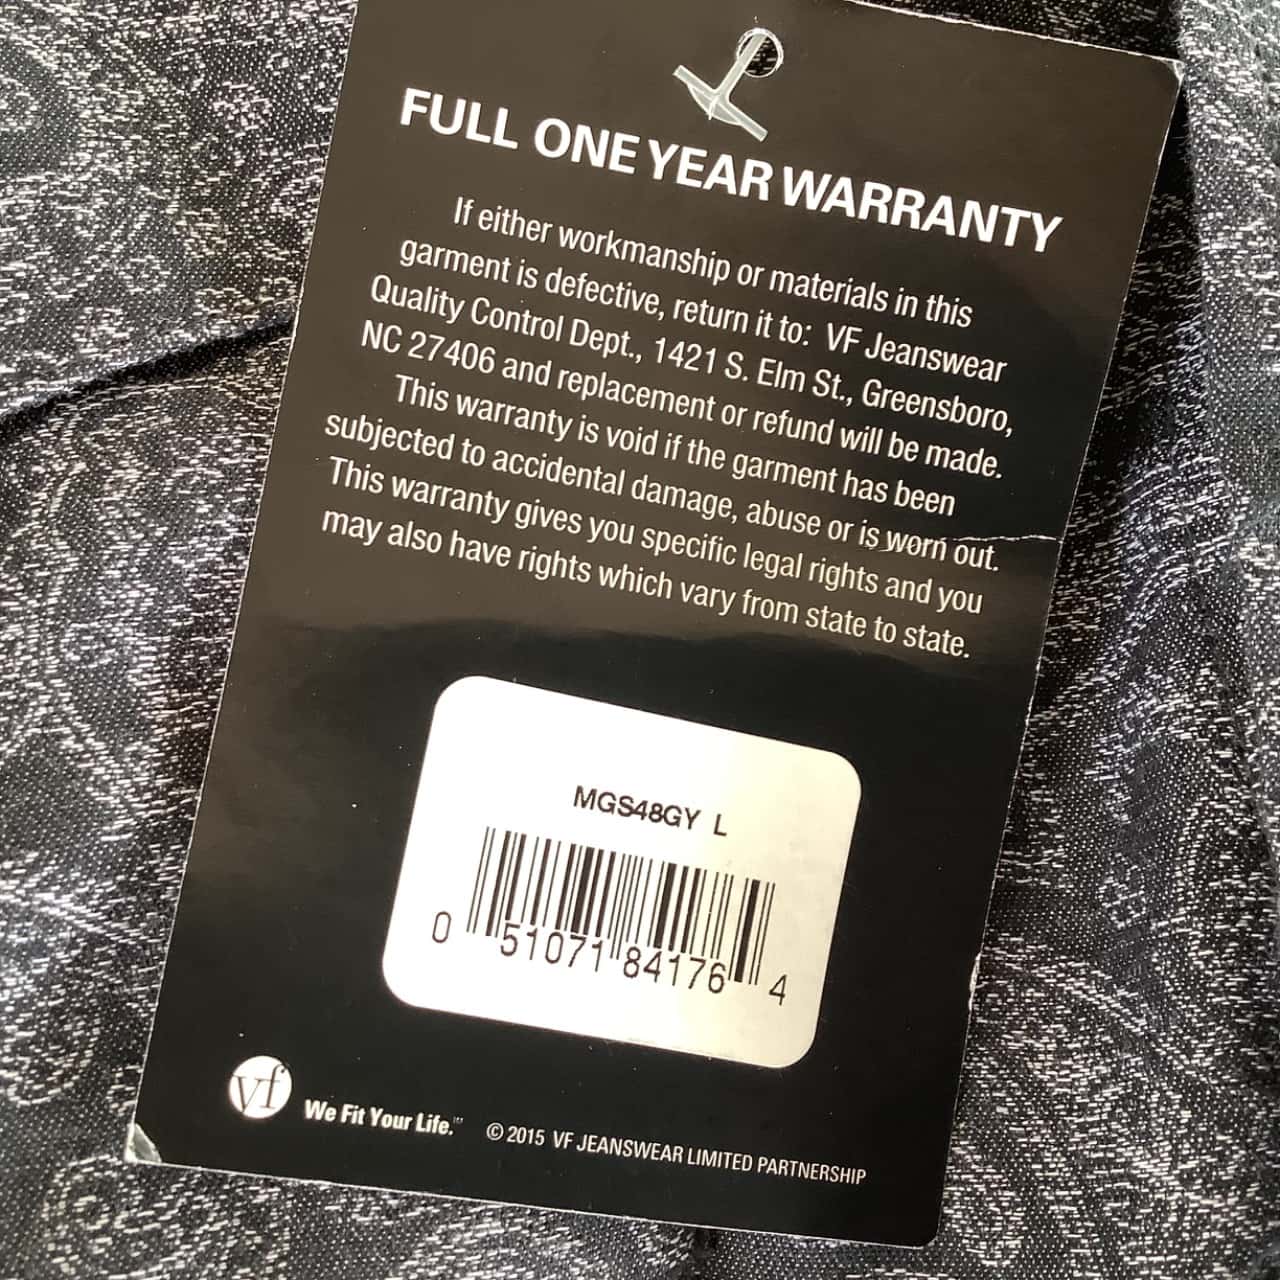 FULL ONE YEAR WARRANTY
If either workmanship or materials in this
garment is defective, return it to: VF Jeanswear
Quality Control Dept., 1421 S. Elm St., Greensboro,
NC 27406 and replacement or refund will be made.
This warranty is void if the garment has been
subjected to accidental damage, abuse or is worn out.
This warranty gives you specific legal rights and you
may also have rights which vary from state to state.
MGS48GY L
0 51071 84176 4
vf We Fit Your Life.℠ © 2015 VF JEANSWEAR LIMITED PARTNERSHIP